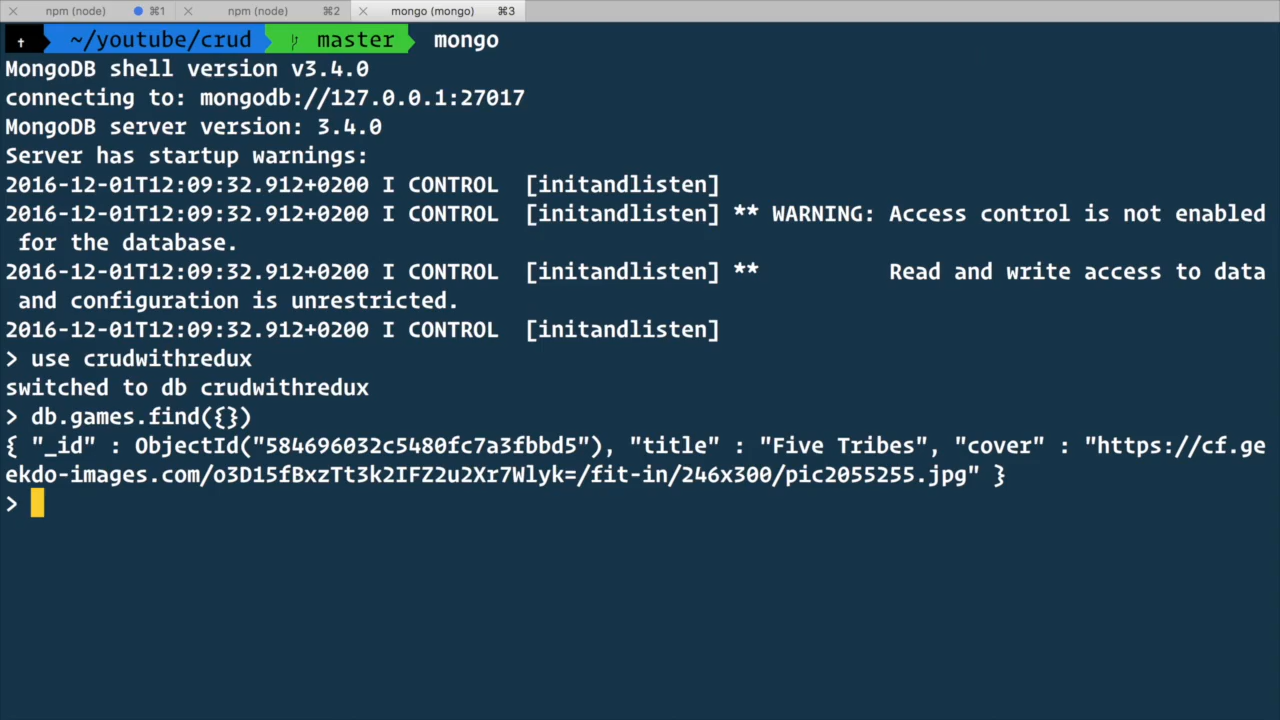 npm (node) ⌘1 npm (node) ⌘2 mongo (mongo) ⌘3
~/youtube/crud master mongo
MongoDB shell version v3.4.0
connecting to: mongodb://127.0.0.1:27017
MongoDB server version: 3.4.0
Server has startup warnings:
2016-12-01T12:09:32.912+0200 I CONTROL  [initandlisten]
2016-12-01T12:09:32.912+0200 I CONTROL  [initandlisten] ** WARNING: Access control is not enabled
for the database.
2016-12-01T12:09:32.912+0200 I CONTROL  [initandlisten] **          Read and write access to data
and configuration is unrestricted.
2016-12-01T12:09:32.912+0200 I CONTROL  [initandlisten]
> use crudwithredux
switched to db crudwithredux
> db.games.find({})
{ "_id" : ObjectId("584696032c5480fc7a3fbbd5"), "title" : "Five Tribes", "cover" : "https://cf.ge
ekdo-images.com/o3D15fBxzTt3k2IFZ2u2Xr7Wlyk=/fit-in/246x300/pic2055255.jpg" }
>